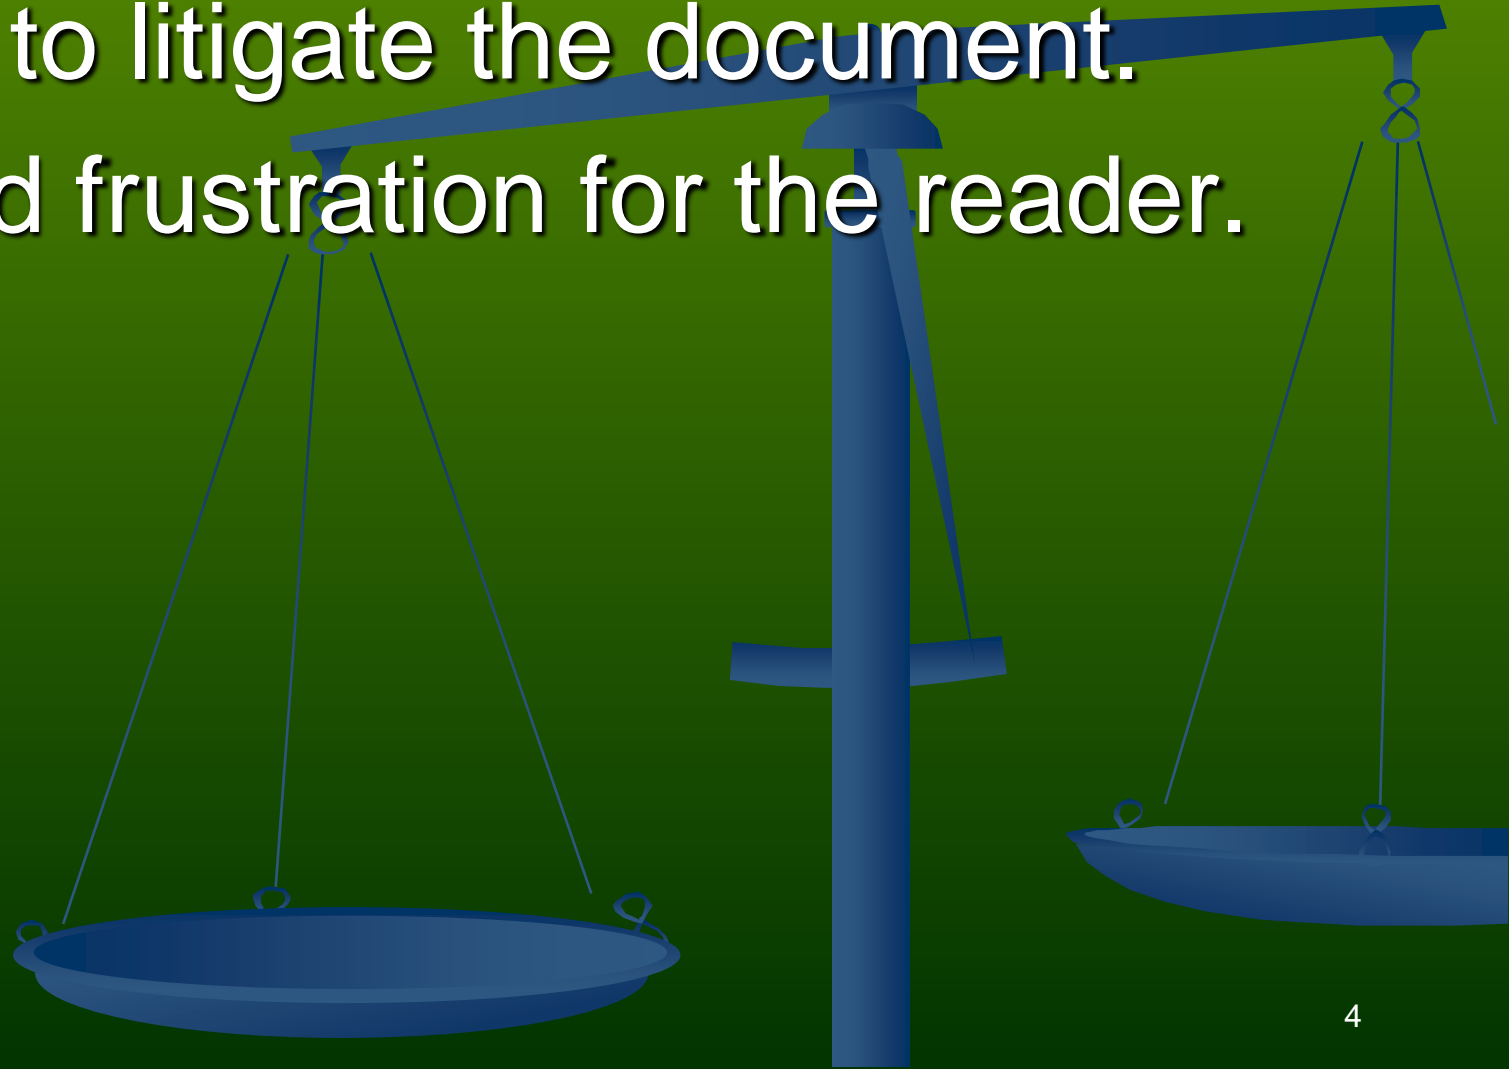 to litigate the document.
d frustration for the reader.
4